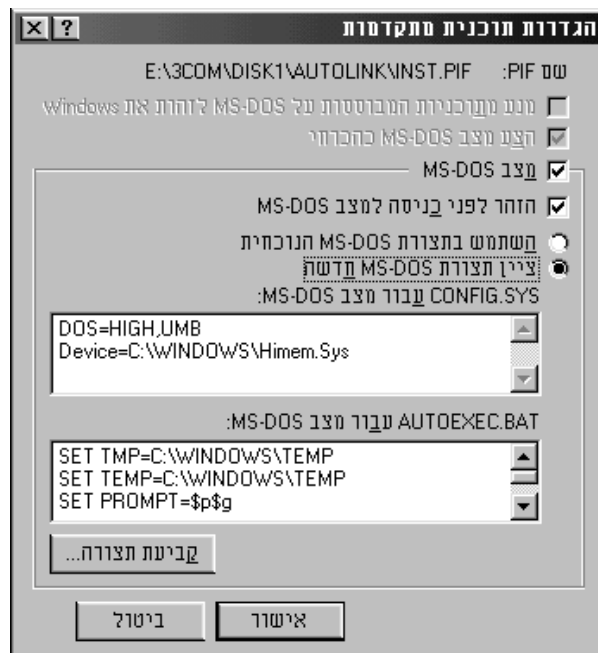 הגדרות תוכנית מתקדמות
שם PIF: E:\3COM\DISK1\AUTOLINK\INST.PIF
מנע מתוכניות המבוססות על MS-DOS לזהות את Windows
הצע מצב MS-DOS כהכרחי
מצב MS-DOS
הזהר לפני כניסה למצב MS-DOS
השתמש בתצורת MS-DOS הנוכחית
ציין תצורת MS-DOS חדשה
CONFIG.SYS עבור מצב MS-DOS:
DOS=HIGH,UMB
Device=C:\WINDOWS\Himem.Sys
AUTOEXEC.BAT עבור מצב MS-DOS:
SET TMP=C:\WINDOWS\TEMP
SET TEMP=C:\WINDOWS\TEMP
SET PROMPT=$p$g
קביעת תצורה...
אישור
ביטול